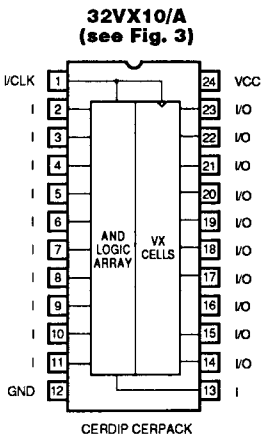 32VX10/A
(see Fig. 3)
I/CLK 1 24 VCC
I 2 23 I/O
I 3 22 I/O
I 4 21 I/O
I 5 20 I/O
I 6 19 I/O
I 7 18 I/O
I 8 17 I/O
I 9 16 I/O
I 10 15 I/O
I 11 14 I/O
GND 12 13 I
AND
LOGIC
ARRAY
VX
CELLS
CERDIP CERPACK